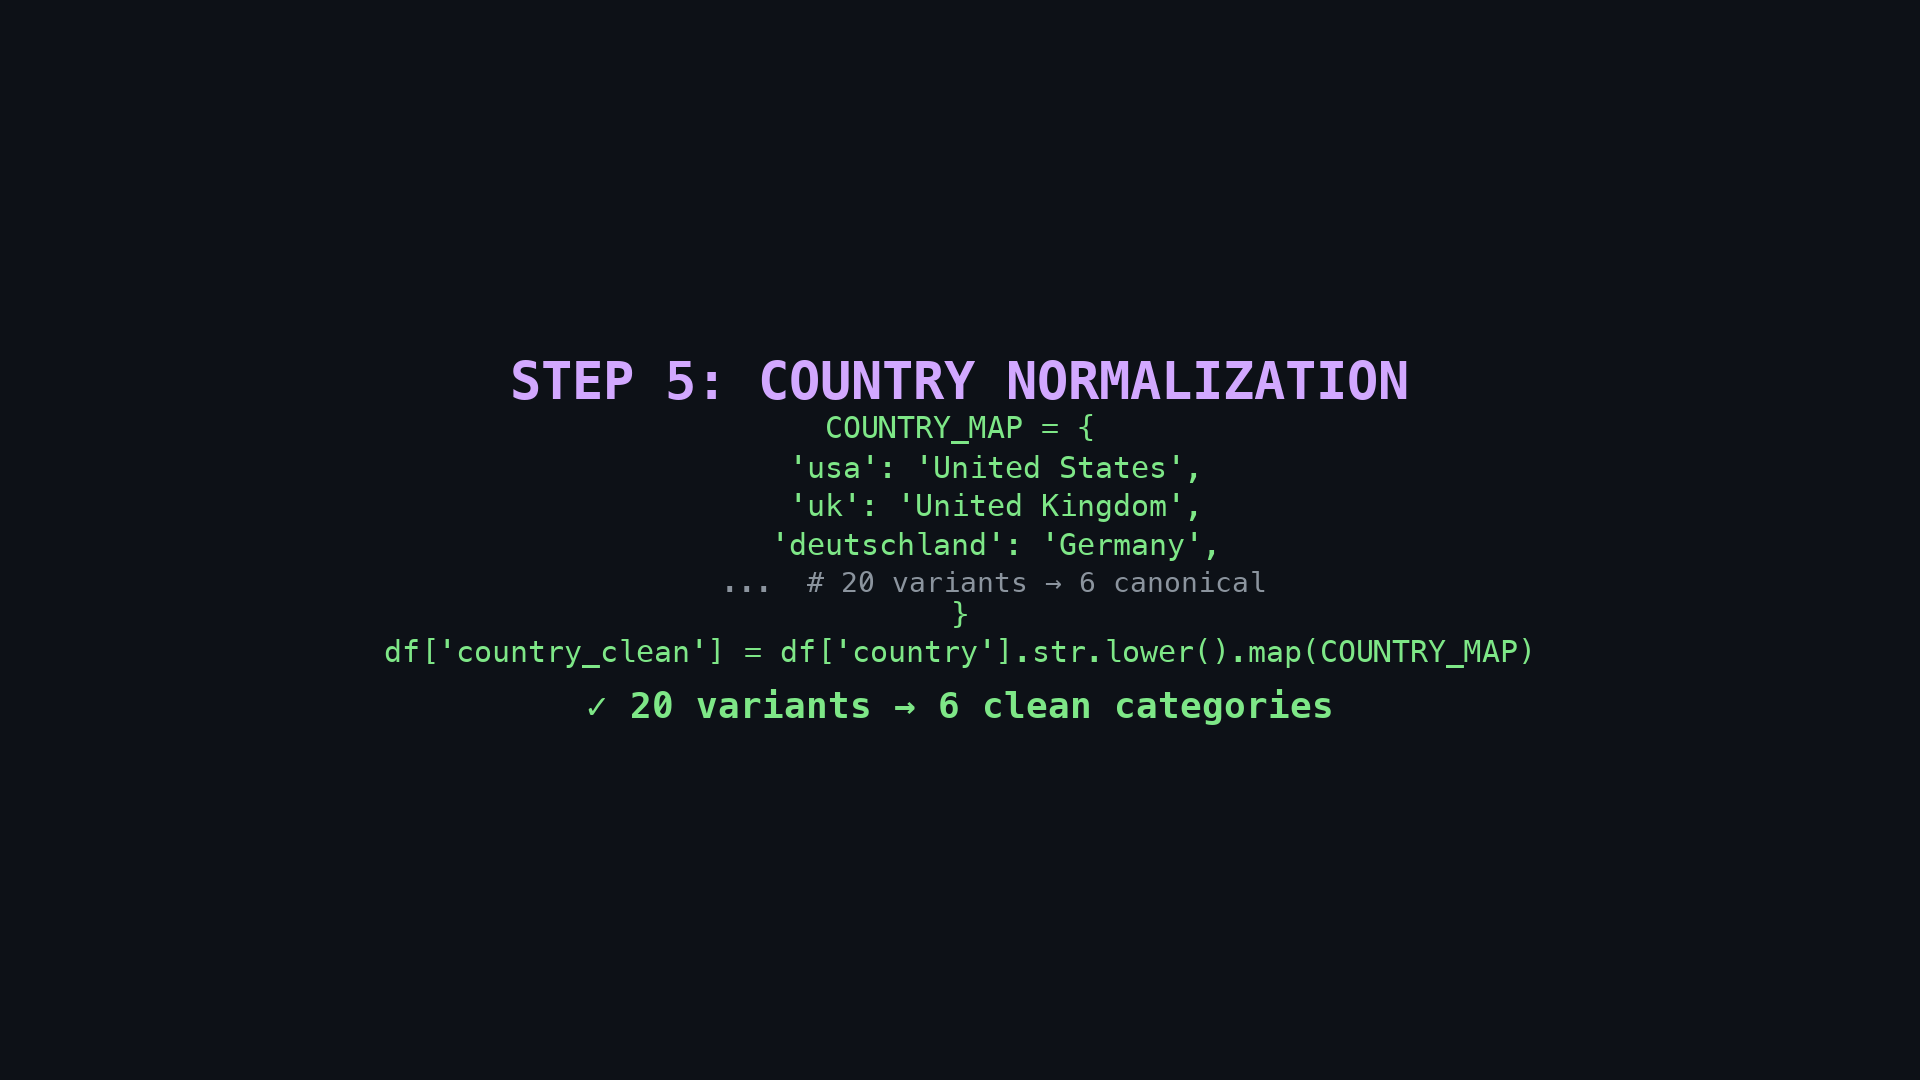 STEP 5: COUNTRY NORMALIZATION
COUNTRY_MAP = {
'usa': 'United States',
'uk': 'United Kingdom',
'deutschland': 'Germany',
...  # 20 variants → 6 canonical
}
df['country_clean'] = df['country'].str.lower().map(COUNTRY_MAP)
✓ 20 variants → 6 clean categories